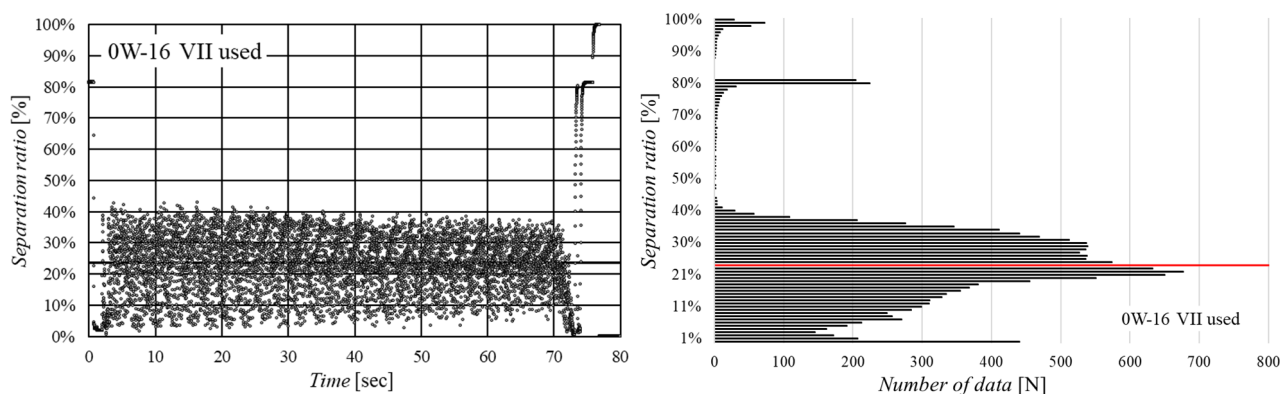 100%
90%
80%
70%
60%
50%
40%
30%
20%
10%
0%
Separation ratio [%]
0W-16 VII used
0 10 20 30 40 50 60 70 80
Time [sec]
100%
90%
80%
70%
60%
50%
40%
30%
21%
11%
1%
Separation ratio [%]
0W-16 VII used
0 100 200 300 400 500 600 700 800
Number of data [N]